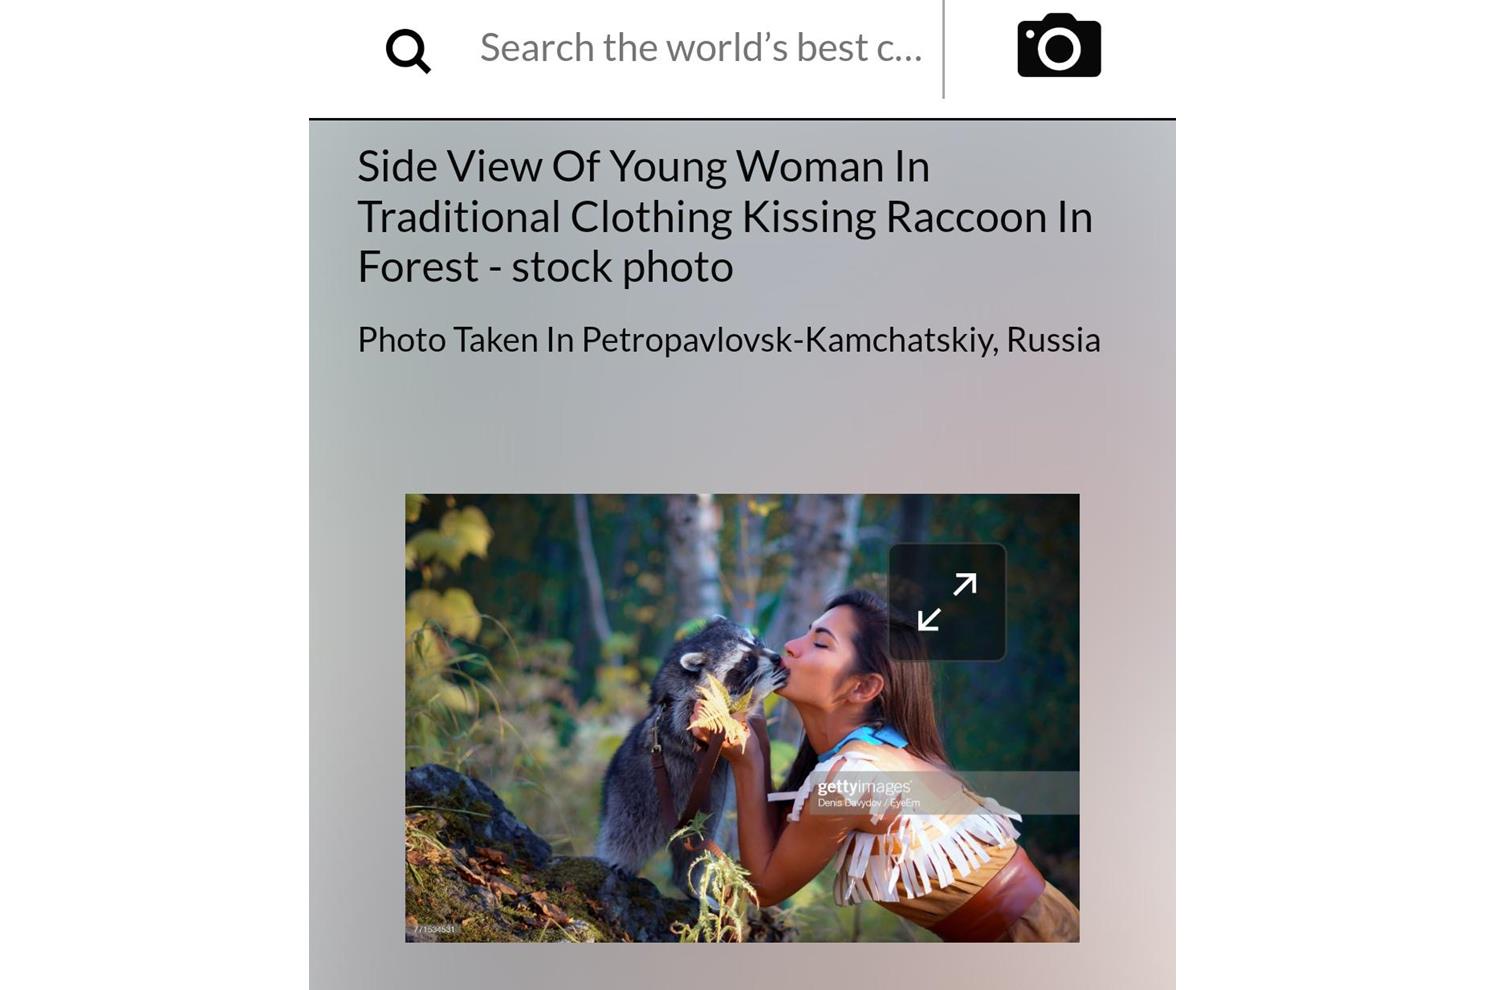 Search the world’s best c...
Side View Of Young Woman In
Traditional Clothing Kissing Raccoon In
Forest - stock photo
Photo Taken In Petropavlovsk-Kamchatskiy, Russia
gettyimages®
Denis Davydov / EyeEm
771534531